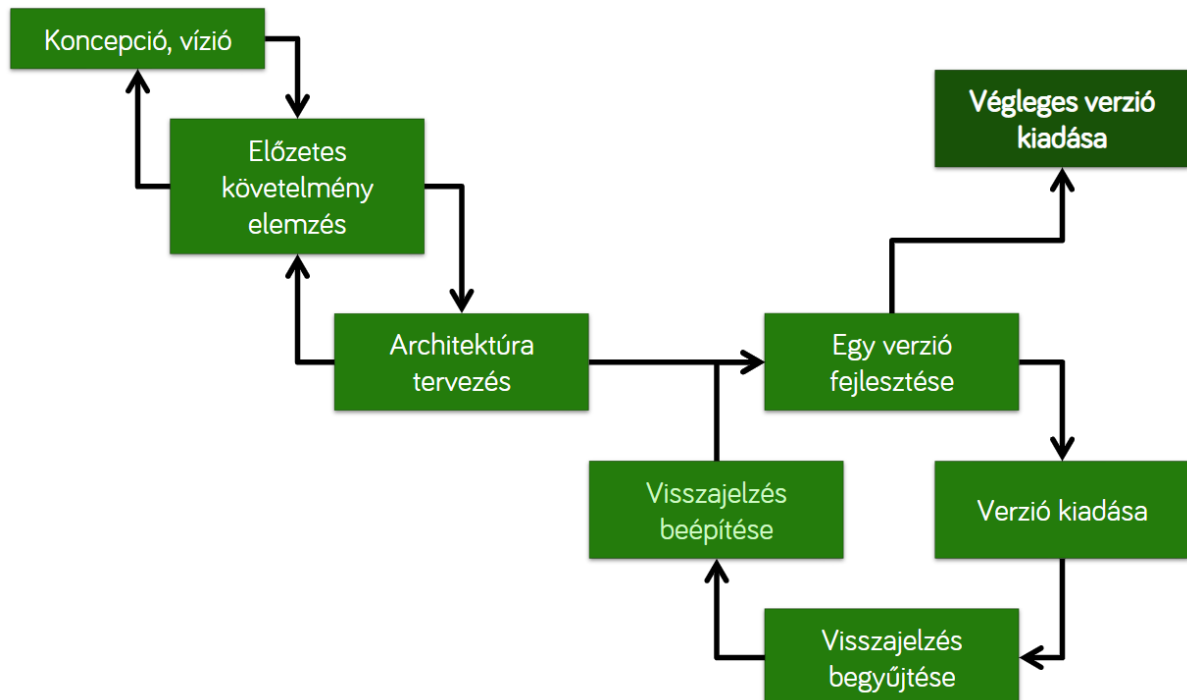 Koncepció, vízió
Előzetes
követelmény
elemzés
Architektúra
tervezés
Végleges verzió
kiadása
Egy verzió
fejlesztése
Verzió kiadása
Visszajelzés
begyűjtése
Visszajelzés
beépítése